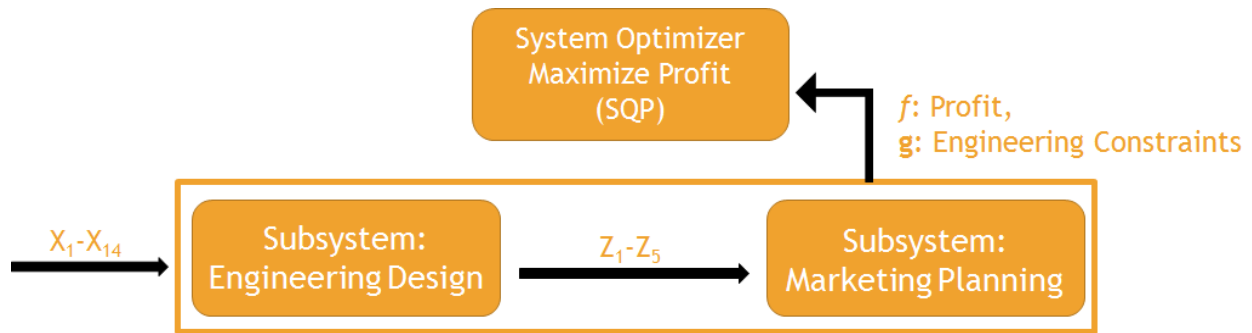 System Optimizer
Maximize Profit
(SQP)
f: Profit,
g: Engineering Constraints
X₁-X₁₄
Subsystem:
Engineering Design
Z₁-Z₅
Subsystem:
Marketing Planning